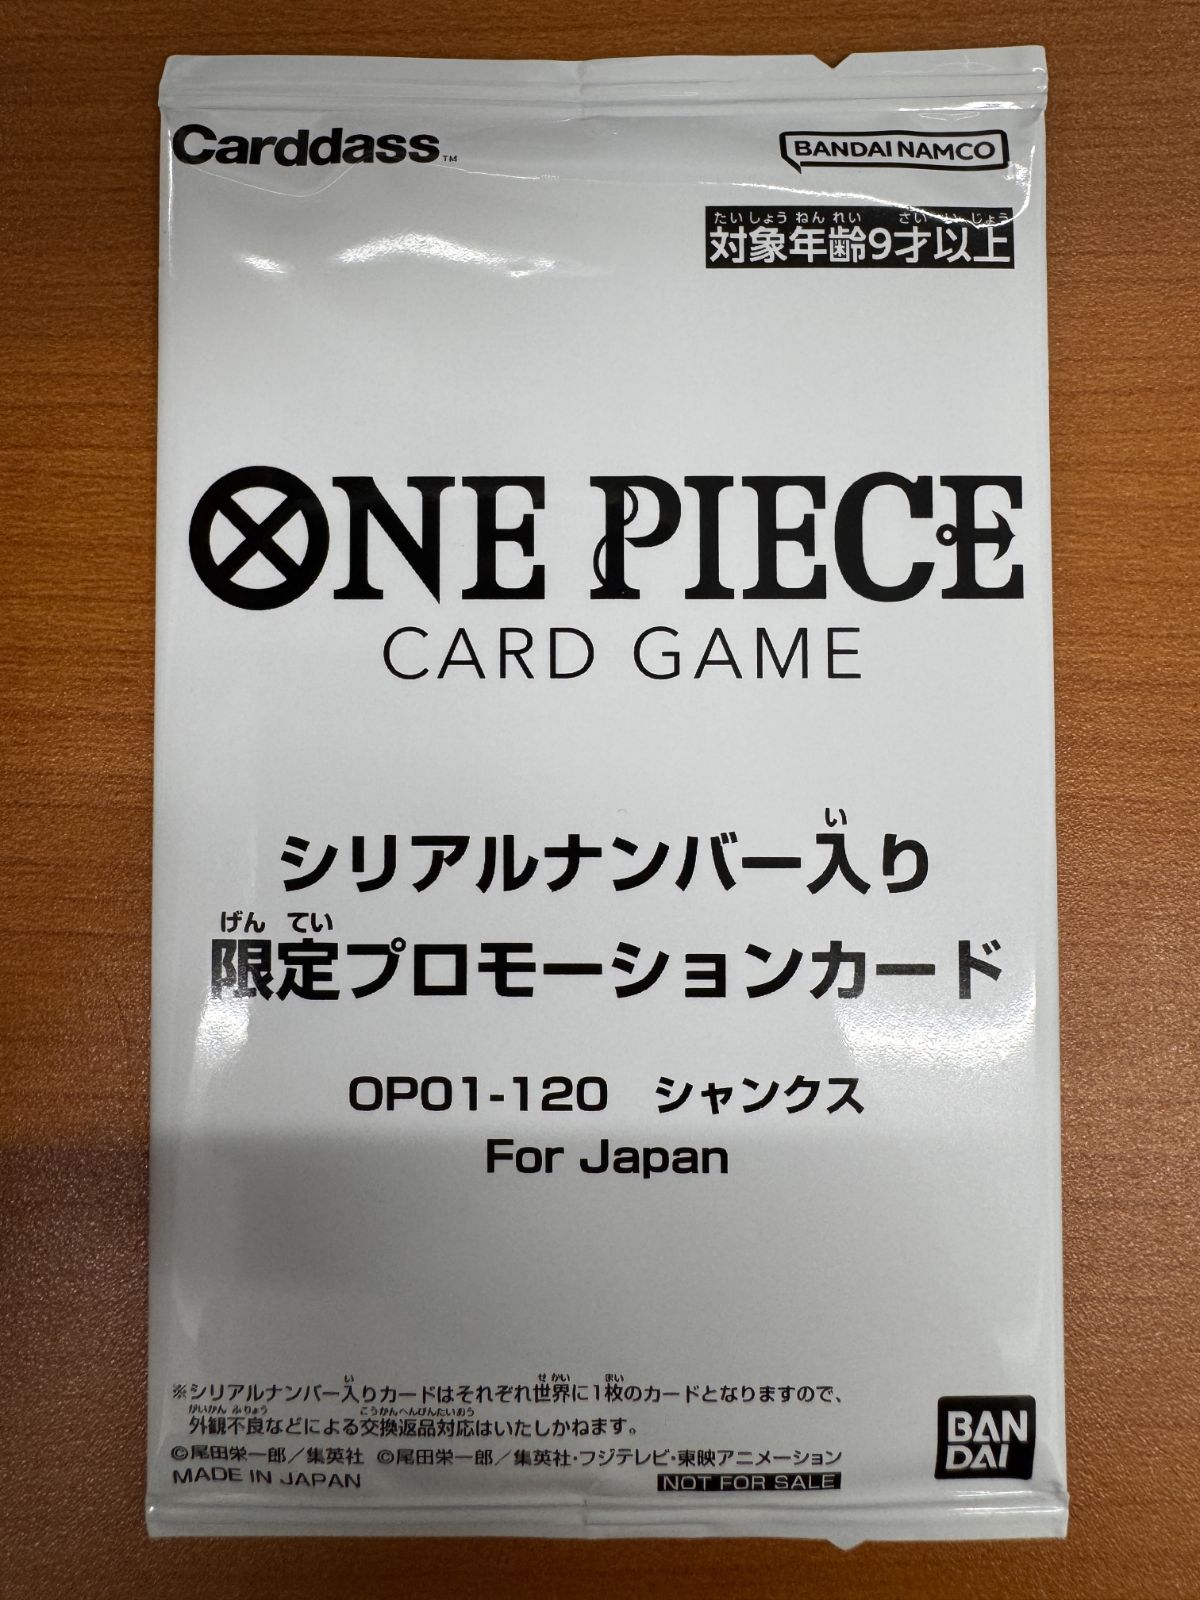 Carddass™
BANDAI NAMCO
たいしょうねんれい さいいじょう
対象年齢9才以上
ONE PIECE
CARD GAME
い
シリアルナンバー入り
げんてい
限定プロモーションカード
OP01-120 シャンクス
For Japan
い せかい まい
※シリアルナンバー入りカードはそれぞれ世界に1枚のカードとなりますので、
がいかんふりょう こうかんへんぴんたいおう
外観不良などによる交換返品対応はいたしかねます。
©尾田栄一郎／集英社 ©尾田栄一郎／集英社・フジテレビ・東映アニメーション
MADE IN JAPAN
NOT FOR SALE
BAN
DAI